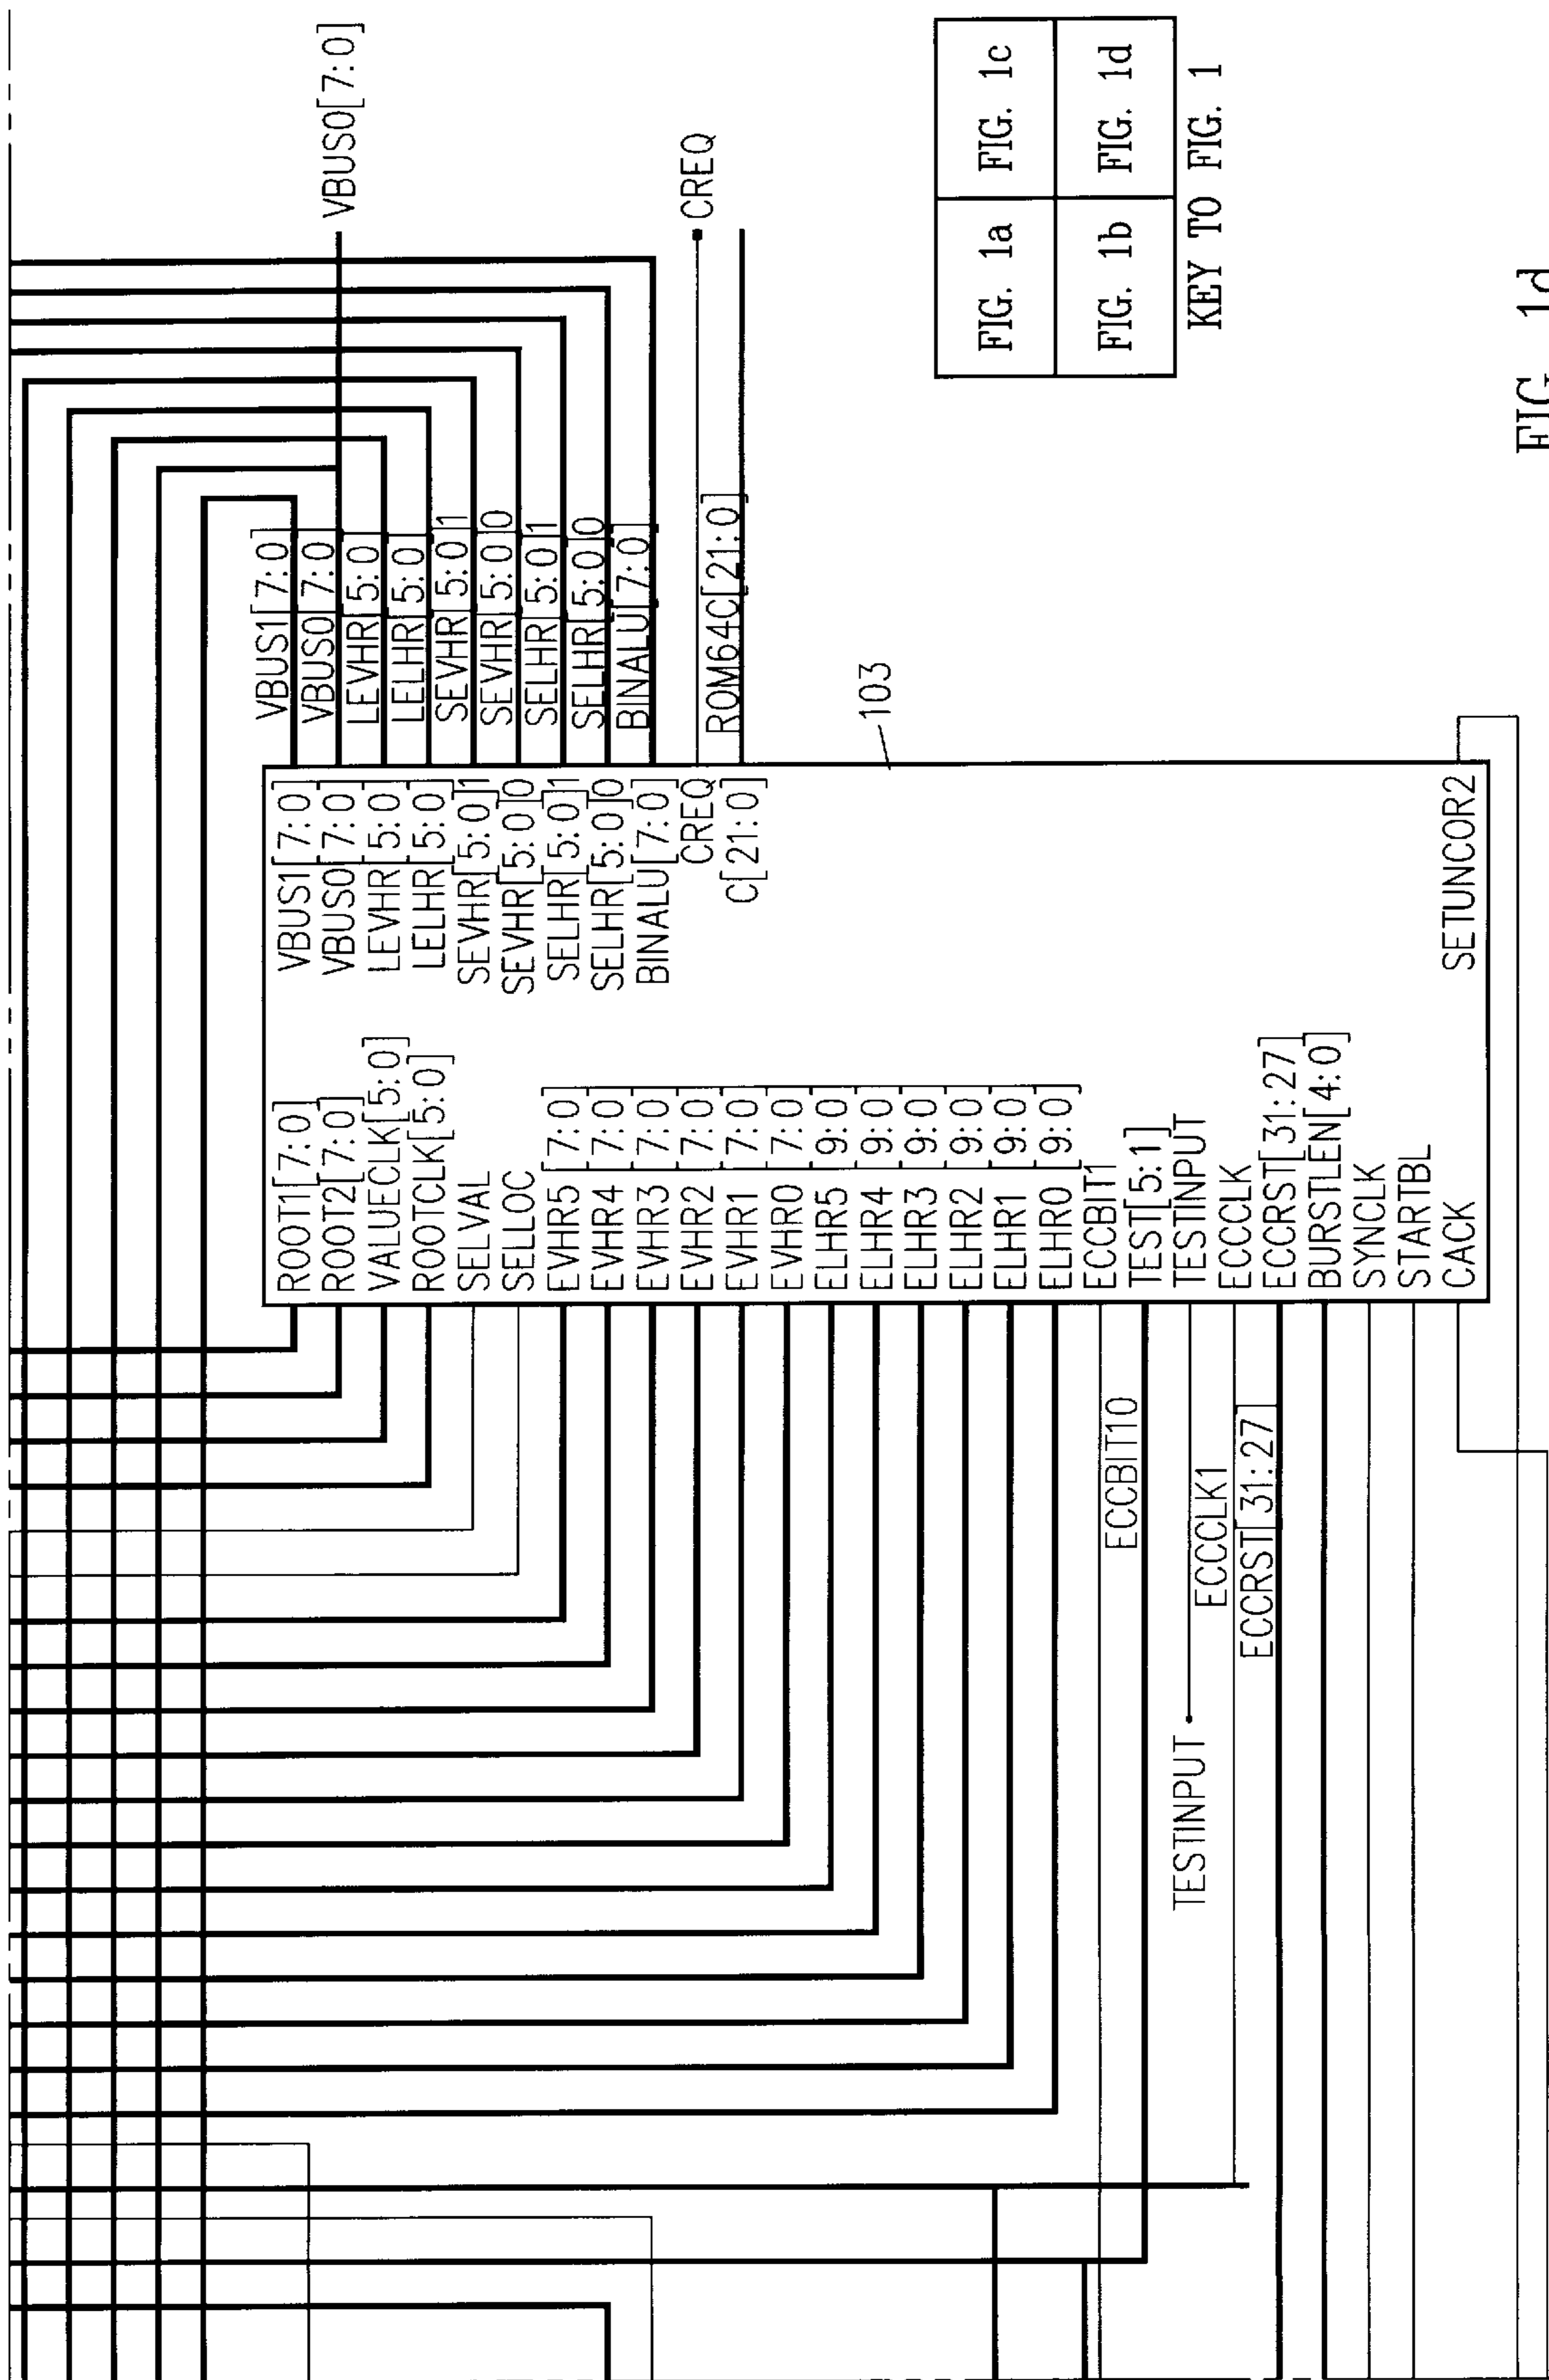 VBUS0[7:0]
VBUS1[7:0]
VBUS0[7:0]
LEVHR[5:0]
LELHR[5:0]
SEVHR[5:0]1
SEVHR[5:0]0
SELHR[5:0]1
SELHR[5:0]0
BINALU[7:0]
CREQ
ROM64C[21:0]
103
ROOT1[7:0]
ROOT2[7:0]
VALUECLK[5:0]
ROOTCLK[5:0]
SELVAL
SELLOC
EVHR5[7:0]
EVHR4[7:0]
EVHR3[7:0]
EVHR2[7:0]
EVHR1[7:0]
EVHR0[7:0]
ELHR5[9:0]
ELHR4[9:0]
ELHR3[9:0]
ELHR2[9:0]
ELHR1[9:0]
ELHR0[9:0]
ECCBIT1
TEST[5:1]
TESTINPUT
ECCCLK
ECCRST[31:27]
BURSTLEN[4:0]
SYNCLK
STARTBL
CACK
VBUS1[7:0]
VBUS0[7:0]
LEVHR[5:0]
LELHR[5:0]
SEVHR[5:0]1
SEVHR[5:0]0
SELHR[5:0]1
SELHR[5:0]0
BINALU[7:0]
CREQ
C[21:0]
SETUNCOR2
ECCBIT10
TESTINPUT
ECCCLK1
ECCRST[31:27]
FIG. 1a FIG. 1c
FIG. 1b FIG. 1d
KEY TO FIG. 1
FIG. 1d